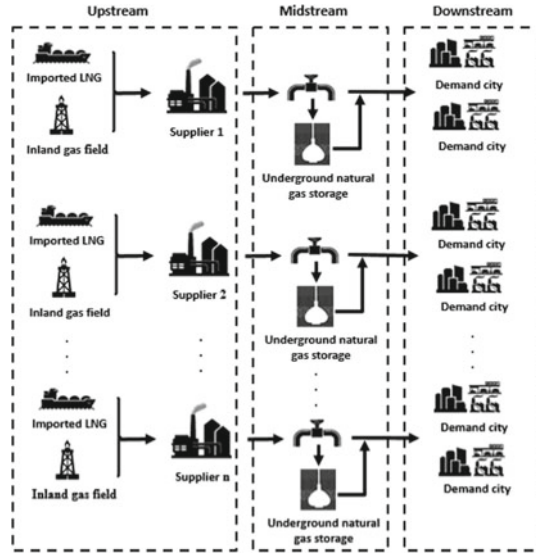 Upstream
Midstream
Downstream
Imported LNG
Inland gas field
Supplier 1
Underground natural
gas storage
Demand city
Demand city
Imported LNG
Inland gas field
Supplier 2
Underground natural
gas storage
Demand city
Demand city
Imported LNG
Inland gas field
Supplier n
Underground natural
gas storage
Demand city
Demand city